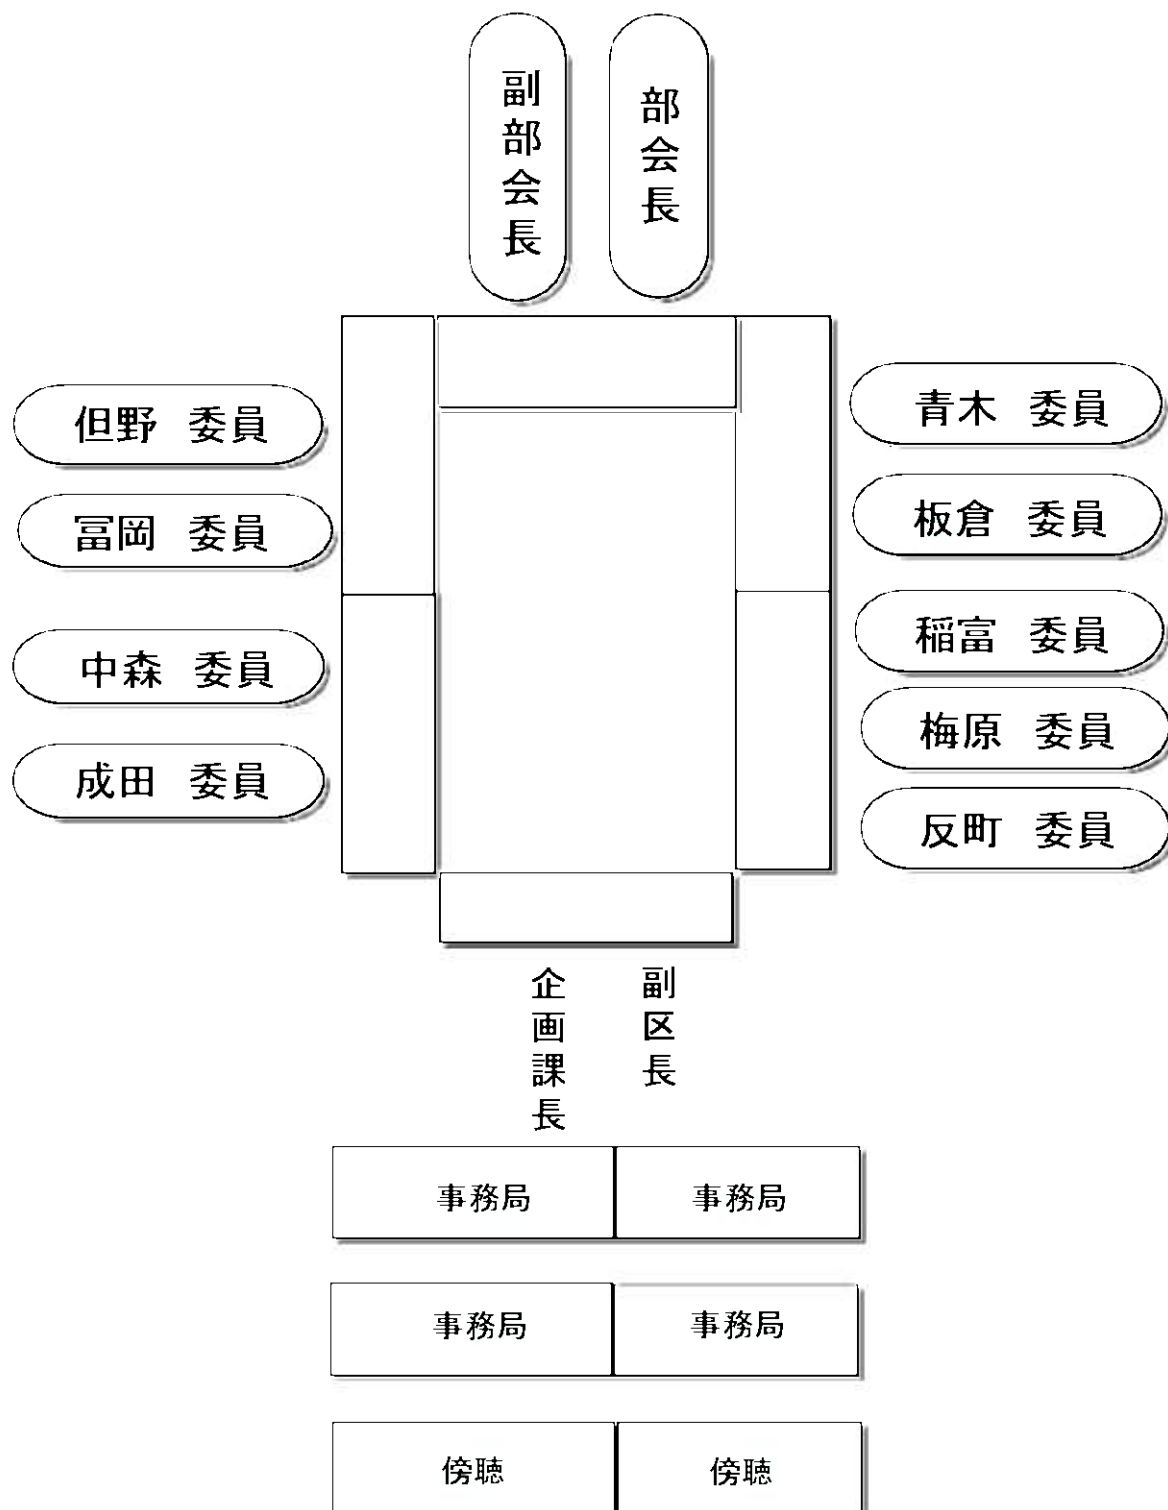 副部会長
部会長
但野 委員
冨岡 委員
中森 委員
成田 委員
青木 委員
板倉 委員
稲富 委員
梅原 委員
反町 委員
企画課長
副区長
事務局 事務局
事務局 事務局
傍聴 傍聴